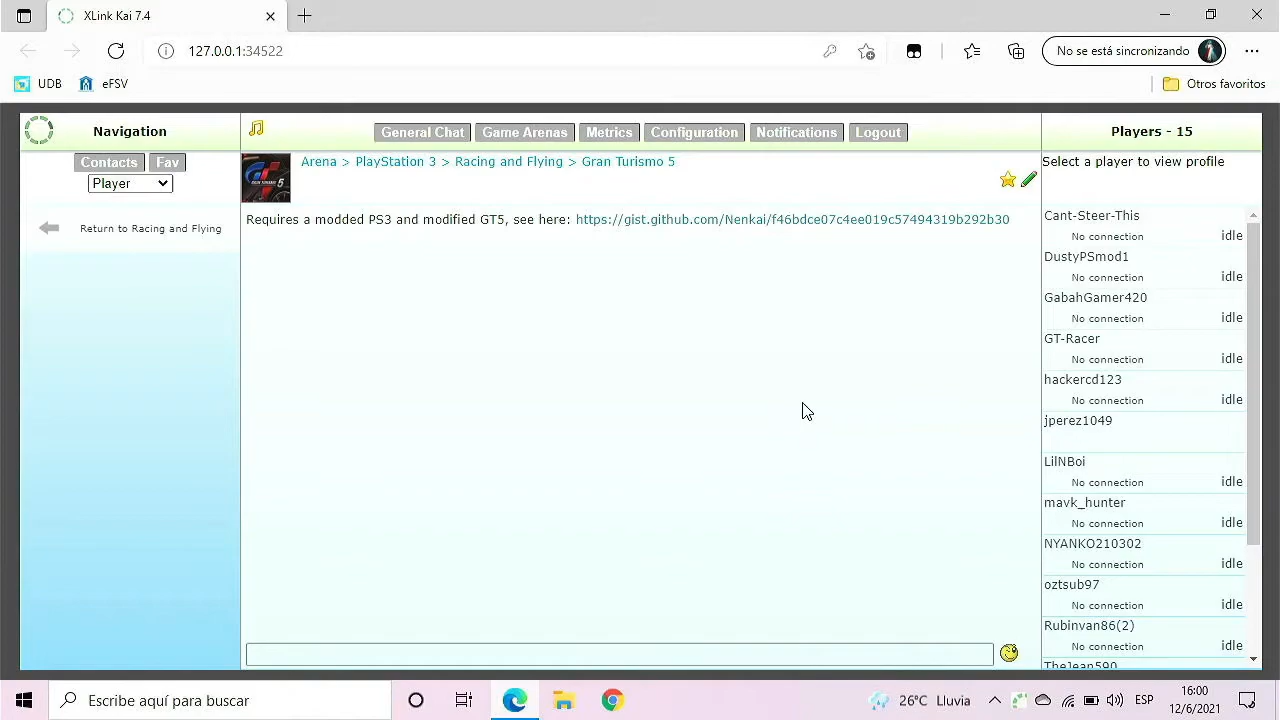 XLink Kai 7.4
127.0.0.1:34522
No se está sincronizando
UDB
eFSV
Otros favoritos
Navigation
General Chat
Game Arenas
Metrics
Configuration
Notifications
Logout
Players - 15
Contacts
Fav
Player
Return to Racing and Flying
Arena > PlayStation 3 > Racing and Flying > Gran Turismo 5
Requires a modded PS3 and modified GT5, see here: https://gist.github.com/Nenkai/f46bdce07c4ee019c57494319b292b30
Select a player to view profile
Cant-Steer-This
No connection idle
DustyPSmod1
No connection idle
GabahGamer420
No connection idle
GT-Racer
No connection idle
hackercd123
No connection idle
jperez1049
LilNBoi
No connection idle
mavk_hunter
No connection idle
NYANKO210302
No connection idle
oztsub97
No connection idle
Rubinvan86(2)
No connection idle
TheJean590
Escribe aquí para buscar
26°C Lluvia
ESP
16:00
12/6/2021